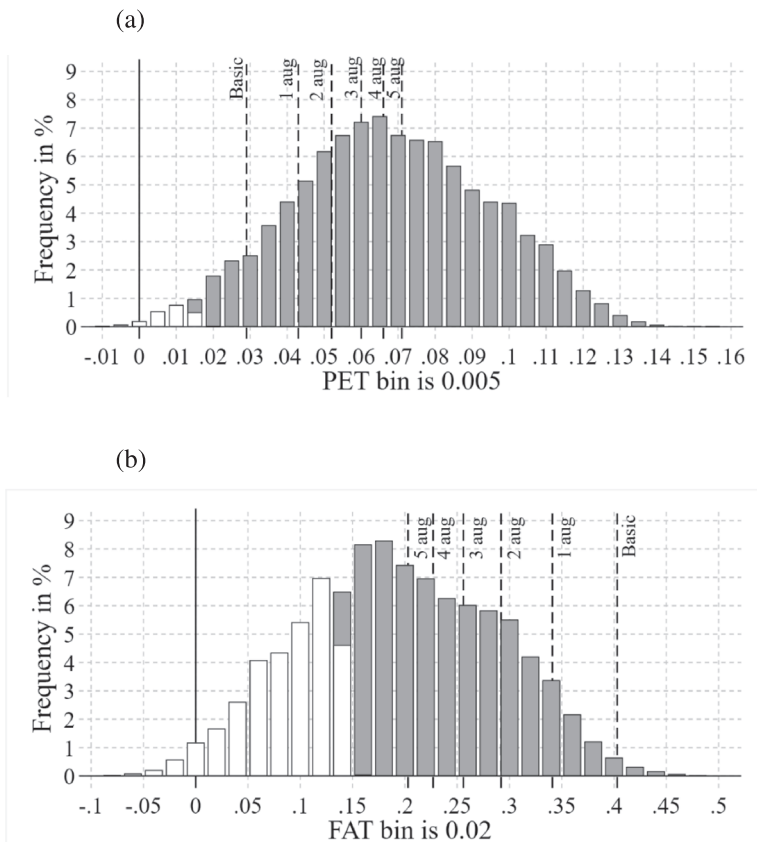 (a)
Basic 1 aug 2 aug 3 aug 4 aug 5 aug
Frequency in %
9
8
7
6
5
4
3
2
1
0
-.01 0 .01 .02 .03 .04 .05 .06 .07 .08 .09 .1 .11 .12 .13 .14 .15 .16
PET bin is 0.005
(b)
5 aug 4 aug 3 aug 2 aug 1 aug Basic
Frequency in %
9
8
7
6
5
4
3
2
1
0
-.1 -.05 0 .05 .1 .15 .2 .25 .3 .35 .4 .45 .5
FAT bin is 0.02